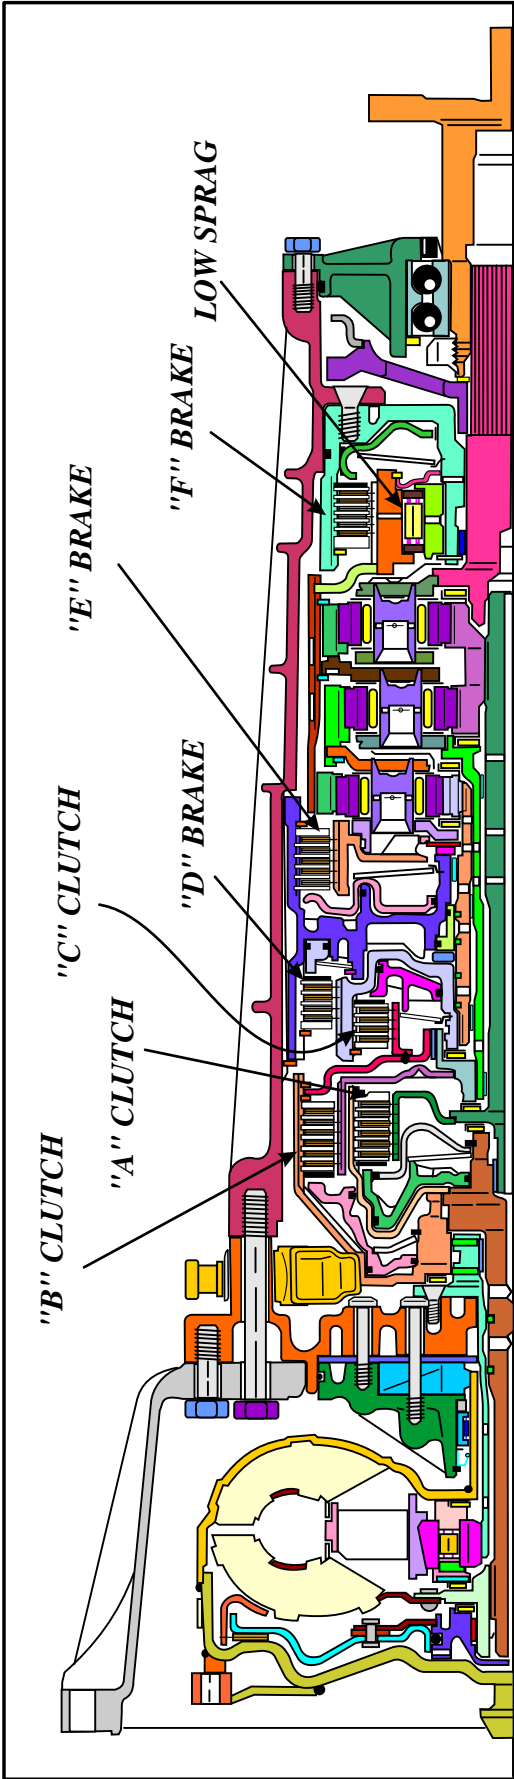 "B" CLUTCH
"A" CLUTCH
"C" CLUTCH
"D" BRAKE
"E" BRAKE
"F" BRAKE
LOW SPRAG